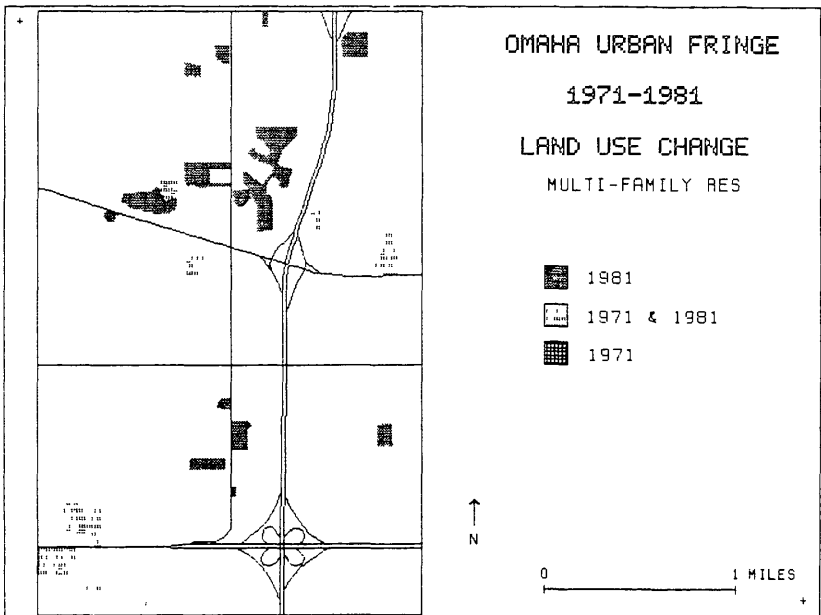 OMAHA URBAN FRINGE
1971-1981
LAND USE CHANGE
MULTI-FAMILY RES
1981
1971 & 1981
1971
N
0 1 MILES